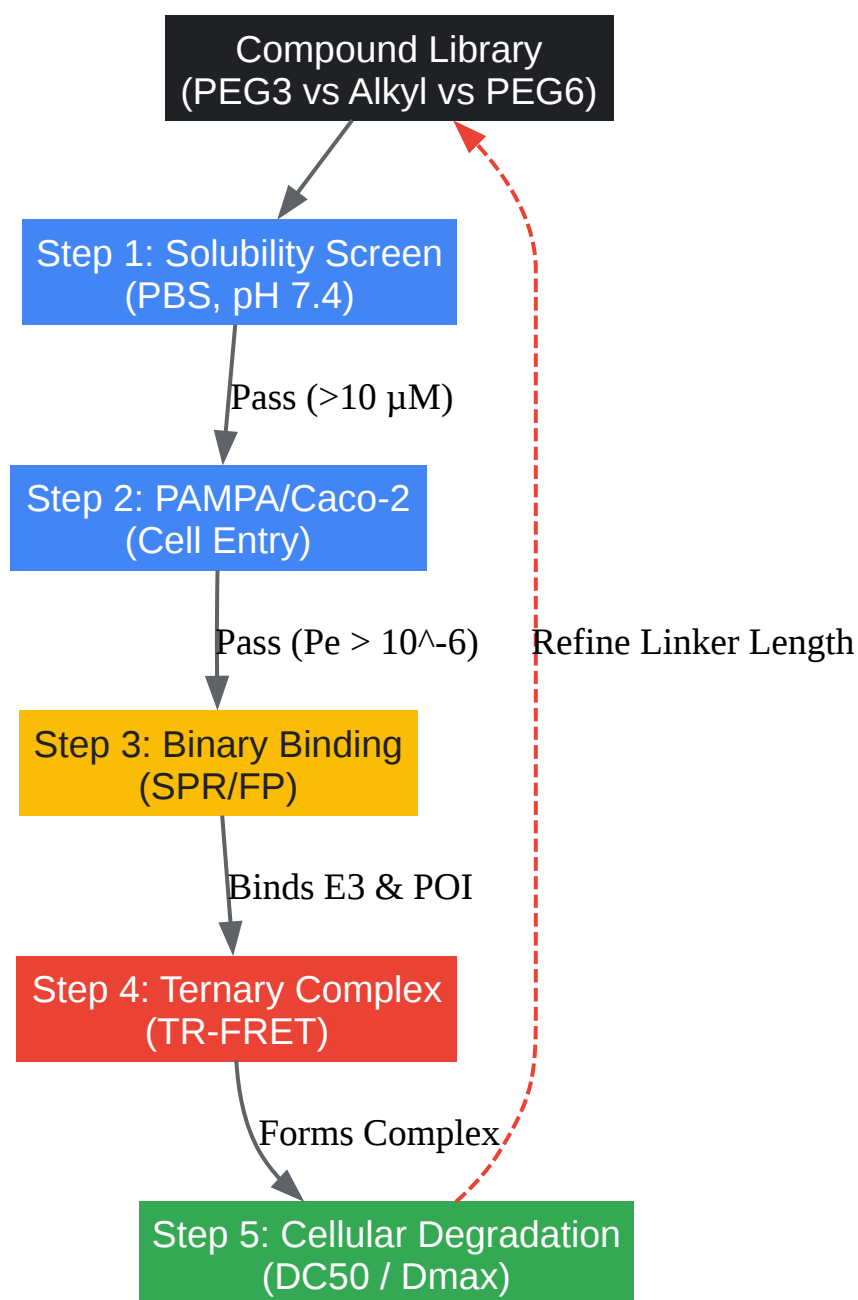 Compound Library
(PEG3 vs Alkyl vs PEG6)
Step 1: Solubility Screen
(PBS, pH 7.4)
Pass (>10 µM)
Step 2: PAMPA/Caco-2
(Cell Entry)
Pass (Pe > 10^-6)
Refine Linker Length
Step 3: Binary Binding
(SPR/FP)
Binds E3 & POI
Step 4: Ternary Complex
(TR-FRET)
Forms Complex
Step 5: Cellular Degradation
(DC50 / Dmax)